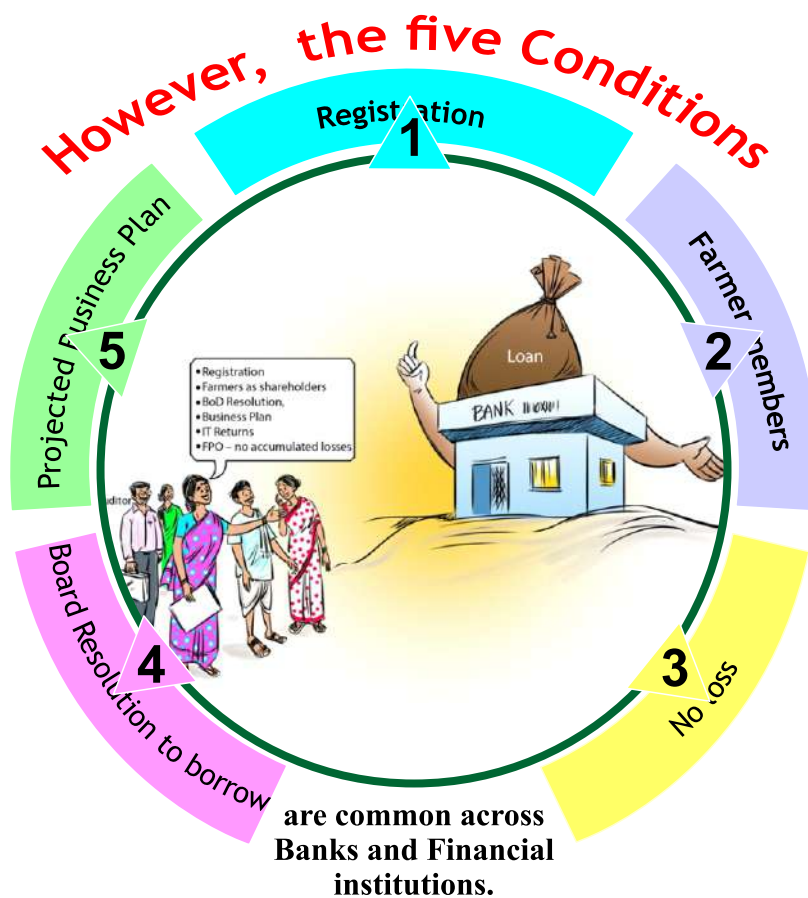 However, the five Conditions
Registration
1
Farmer members
2
No Loss
3
Board Resolution to borrow
4
Projected Business Plan
5
• Registration
• Farmers as shareholders
• BoD Resolution,
• Business Plan
• IT Returns
• FPO – no accumulated losses
Loan
BANK
uditor
are common across
Banks and Financial
institutions.